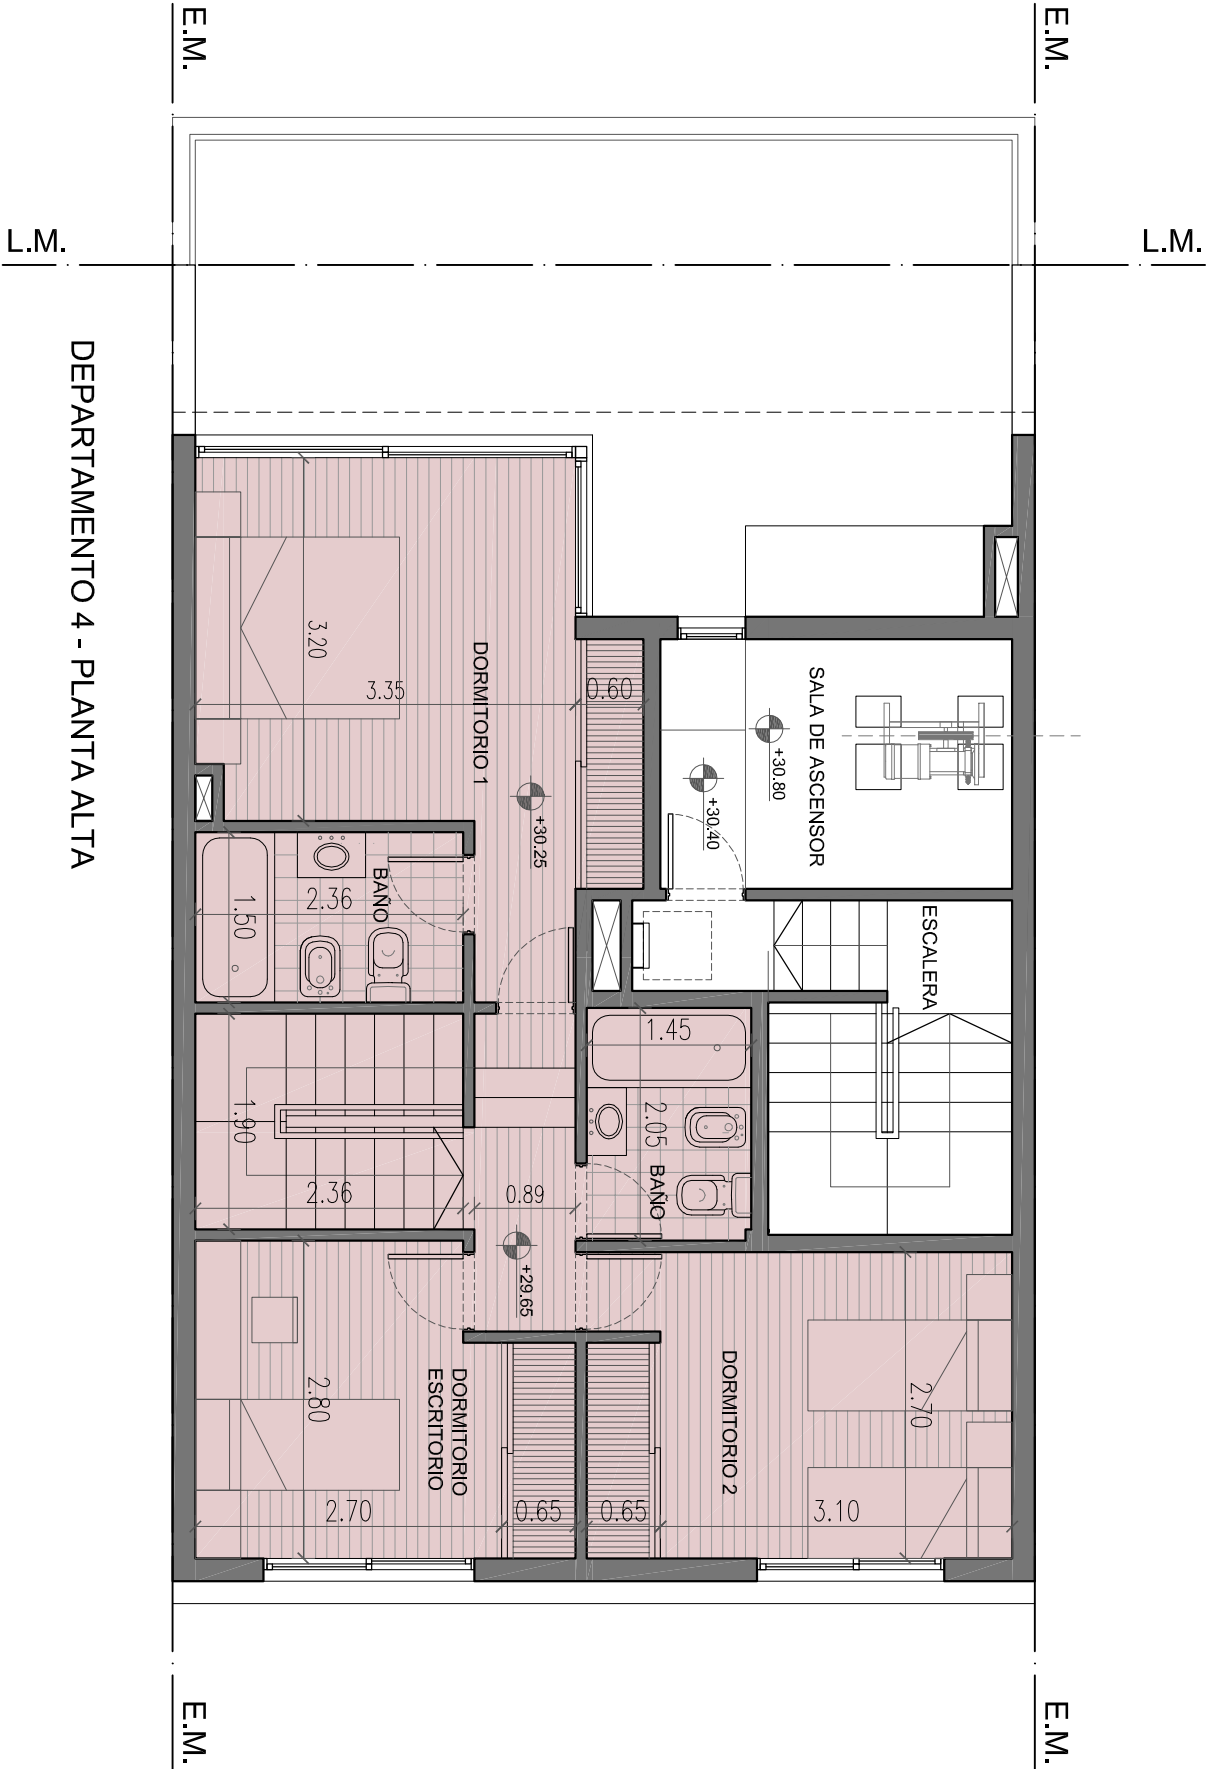 E.M.
E.M.
L.M.
L.M.
DEPARTAMENTO 4 - PLANTA ALTA
3.20
3.35
DORMITORIO 1
0.60
+30.25
SALA DE ASCENSOR
+30.80
+30.40
BAÑO
2.36
1.50
ESCALERA
1.45
2.05
BAÑO
1.90
2.36
0.89
+29.65
DORMITORIO
ESCRITORIO
2.80
2.70
0.65
0.65
DORMITORIO 2
2.70
3.10
E.M.
E.M.